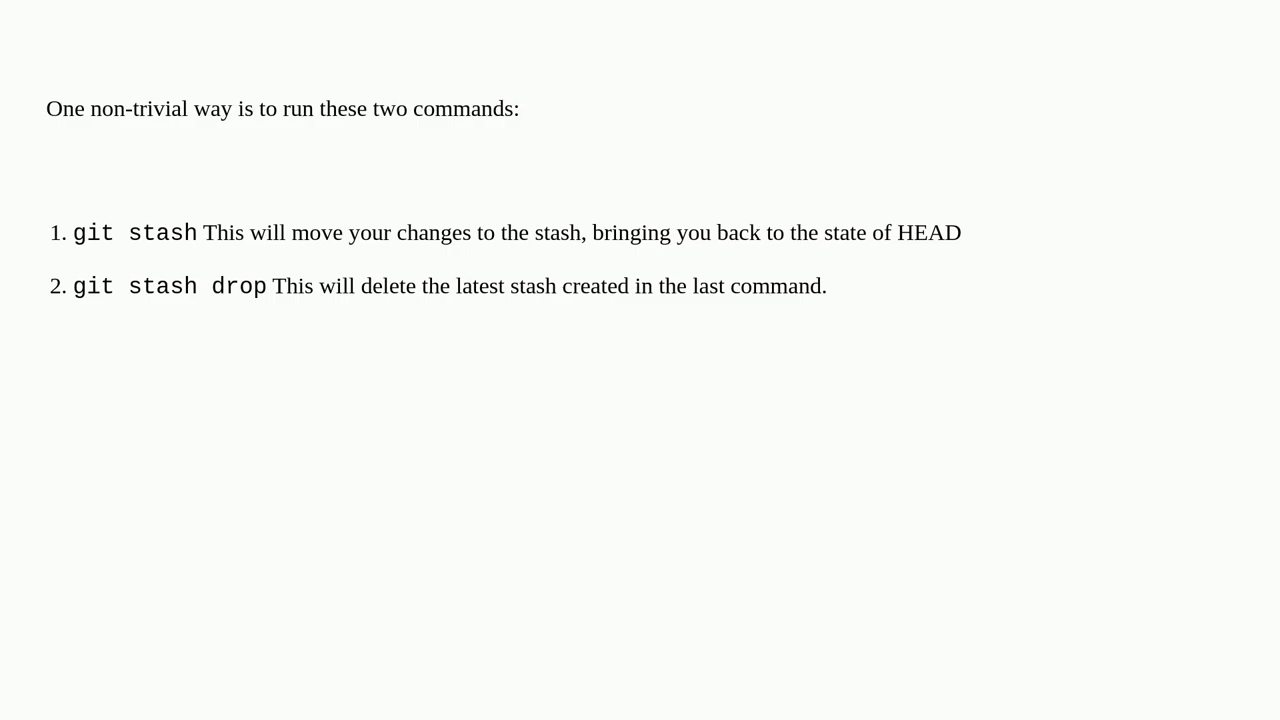 One non-trivial way is to run these two commands:
1. git stash This will move your changes to the stash, bringing you back to the state of HEAD
2. git stash drop This will delete the latest stash created in the last command.